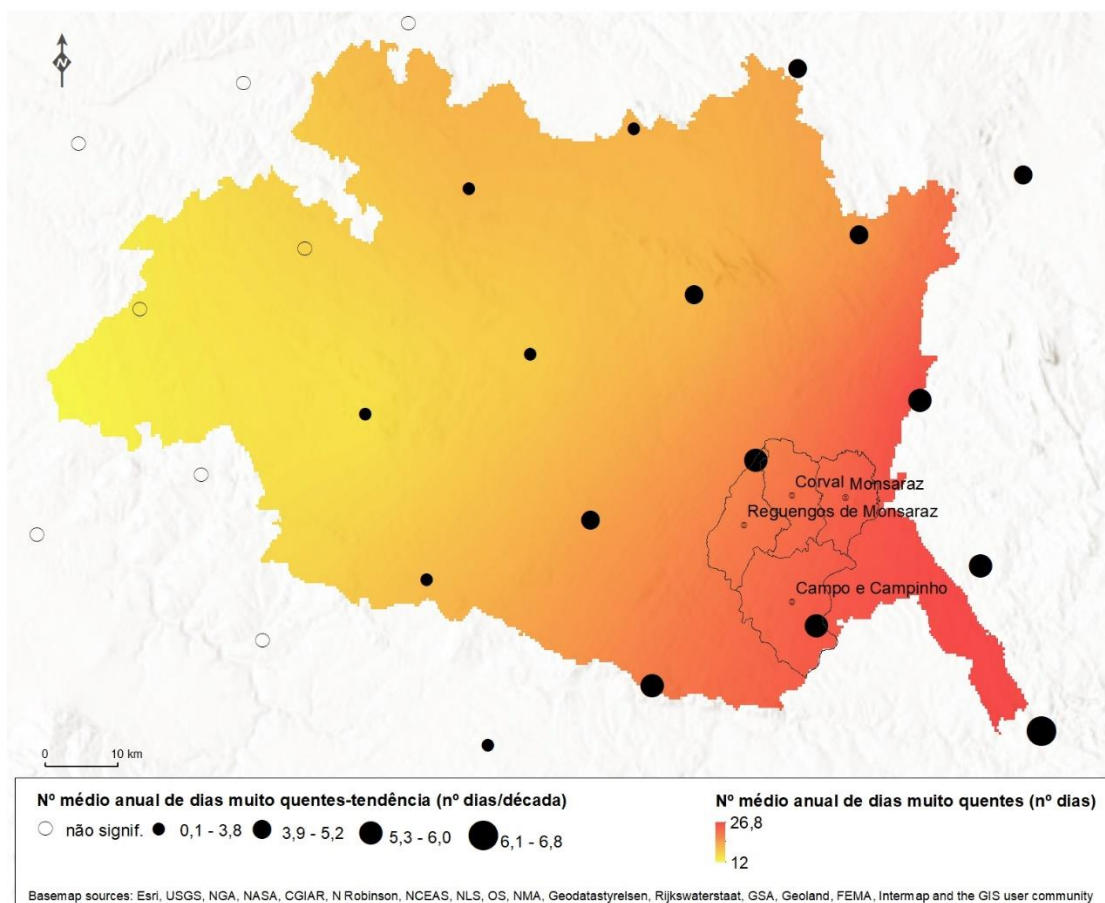 N
Corval
Monsaraz
Reguengos de Monsaraz
Campo e Campinho
0 10 km
Nº médio anual de dias muito quentes-tendência (nº dias/década)
não signif. 0,1 - 3,8 3,9 - 5,2 5,3 - 6,0 6,1 - 6,8
Nº médio anual de dias muito quentes (nº dias)
26,8
12
Basemap sources: Esri, USGS, NGA, NASA, CGIAR, N Robinson, NCEAS, NLS, OS, NMA, Geodatastyrelsen, Rijkswaterstaat, GSA, Geoland, FEMA, Intermap and the GIS user community